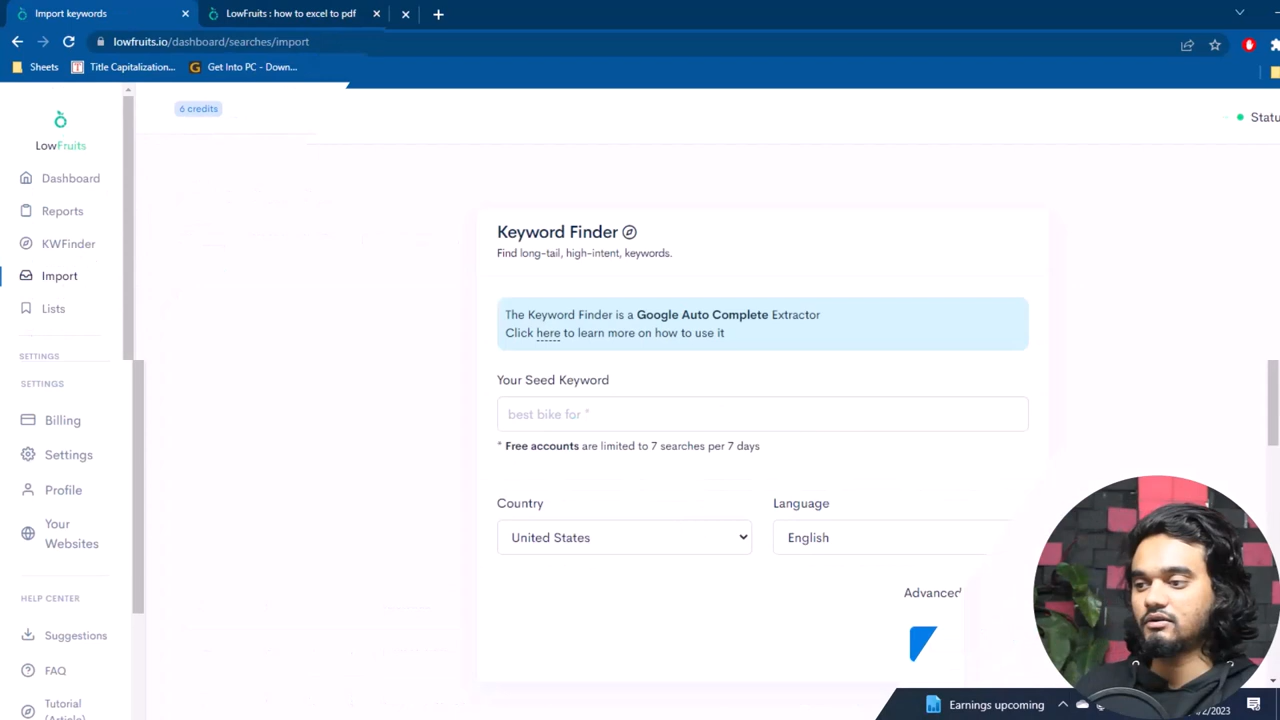 Import keywords
LowFruits : how to excel to pdf
lowfruits.io/dashboard/searches/import
Sheets
Title Capitalization...
Get Into PC - Down...
6 credits
Statu
LowFruits
Dashboard
Reports
KWFinder
Import
Lists
SETTINGS
SETTINGS
Billing
Settings
Profile
Your
Websites
HELP CENTER
Suggestions
FAQ
Tutorial
(Article)
Keyword Finder
Find long-tail, high-intent, keywords.
The Keyword Finder is a Google Auto Complete Extractor
Click here to learn more on how to use it
Your Seed Keyword
best bike for *
* Free accounts are limited to 7 searches per 7 days
Country
Language
United States
English
Advanced
Earnings upcoming
/2/2023